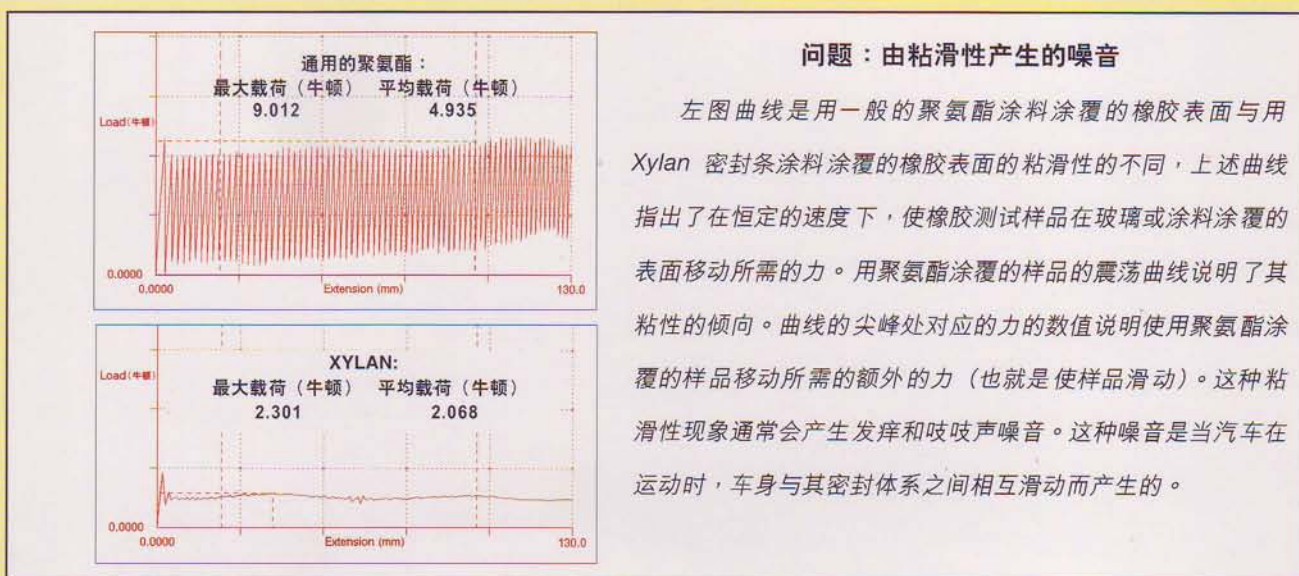 通用的聚氨酯：
最大载荷（牛顿） 平均载荷（牛顿）
9.012 4.935
Load(牛顿)
0.0000
0.0000 Extension (mm) 130.0
XYLAN:
最大载荷（牛顿） 平均载荷（牛顿）
2.301 2.068
Load(牛顿)
0.0000
0.0000 Extension (mm) 130.0
问题：由粘滑性产生的噪音
左图曲线是用一般的聚氨酯涂料涂覆的橡胶表面与用
Xylan 密封条涂料涂覆的橡胶表面的粘滑性的不同，上述曲线
指出了在恒定的速度下，使橡胶测试样品在玻璃或涂料涂覆的
表面移动所需的力。用聚氨酯涂覆的样品的震荡曲线说明了其
粘性的倾向。曲线的尖峰处对应的力的数值说明使用聚氨酯涂
覆的样品移动所需的额外的力（也就是使样品滑动）。这种粘
滑性现象通常会产生发痒和吱吱声噪音。这种噪音是当汽车在
运动时，车身与其密封体系之间相互滑动而产生的。